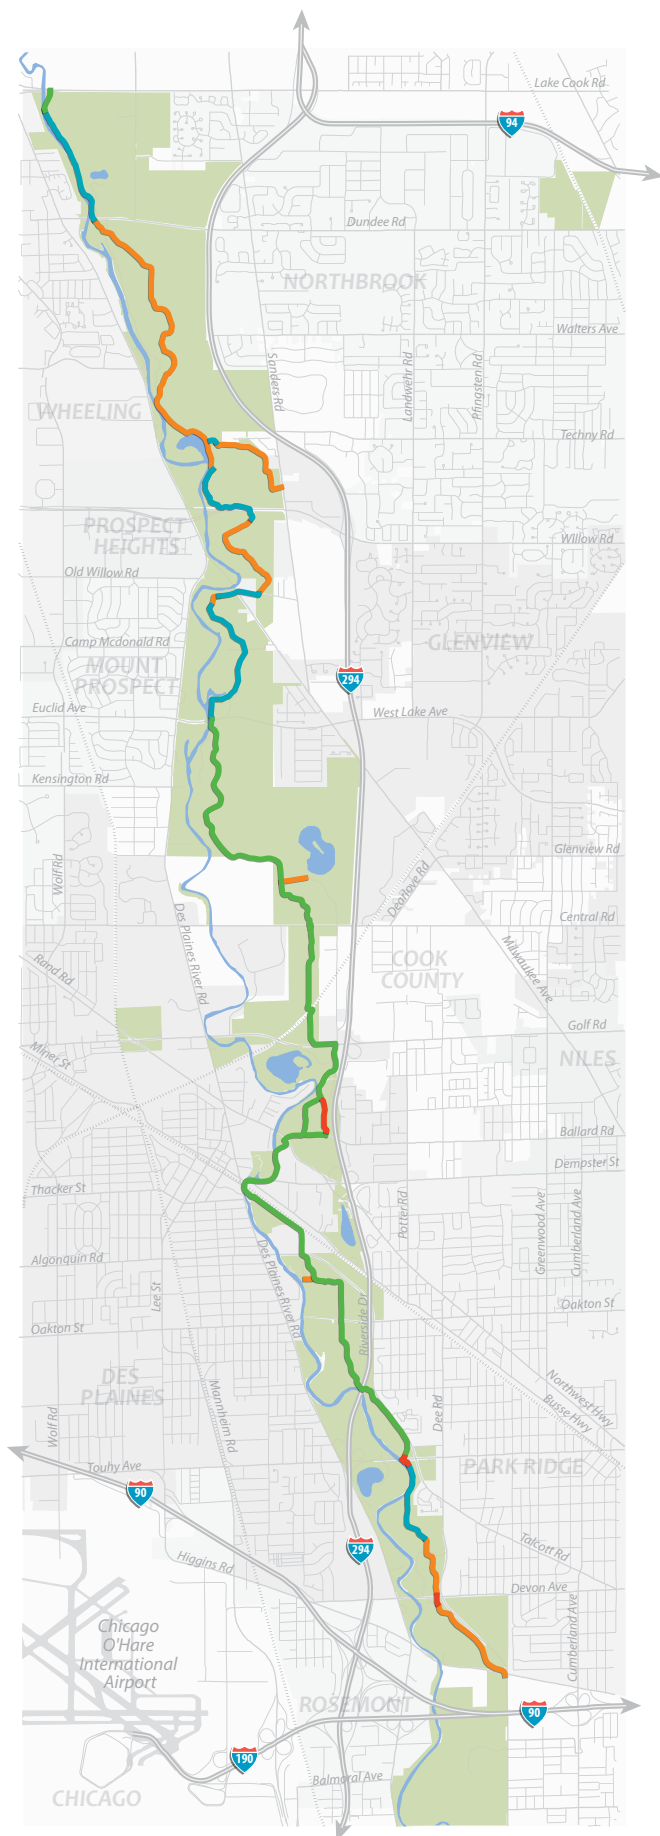 Lake Cook Rd
94
Dundee Rd
NORTHBROOK
Walters Ave
Sanders Rd
Landwehr Rd
Pfingsten Rd
WHEELING
Techny Rd
PROSPECT
HEIGHTS
Willow Rd
Old Willow Rd
Camp Mcdonald Rd
GLENVIEW
MOUNT
PROSPECT
294
Euclid Ave
West Lake Ave
Kensington Rd
Glenview Rd
Wolf Rd
Dearlove Rd
Central Rd
Des Plaines River Rd
Milwaukee Ave
COOK
COUNTY
Rand Rd
Golf Rd
Miner St
NILES
Ballard Rd
Dempster St
Thacker St
Potter Rd
Greenwood Ave
Cumberland Ave
Algonquin Rd
Des Plaines River Rd
Lee St
Oakton St
Riverside Dr
Oakton St
DES
PLAINES
Northwest Hwy
Busse Hwy
Mannheim Rd
Dee Rd
Wolf Rd
Touhy Ave
PARK RIDGE
90
Talcott Rd
294
Higgins Rd
Devon Ave
Cumberland Ave
Chicago
O'Hare
International
Airport
ROSEMONT
90
190
Balmoral Ave
CHICAGO